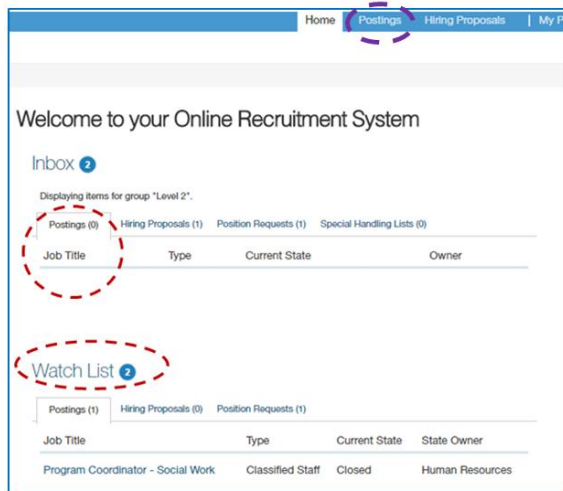 Home Postings Hiring Proposals | My P
Welcome to your Online Recruitment System
Inbox 2
Displaying items for group "Level 2".
Postings (0) Hiring Proposals (1) Position Requests (1) Special Handling Lists (0)
Job Title Type Current State Owner
Watch List 2
Postings (1) Hiring Proposals (0) Position Requests (1)
Job Title Type Current State State Owner
Program Coordinator - Social Work Classified Staff Closed Human Resources